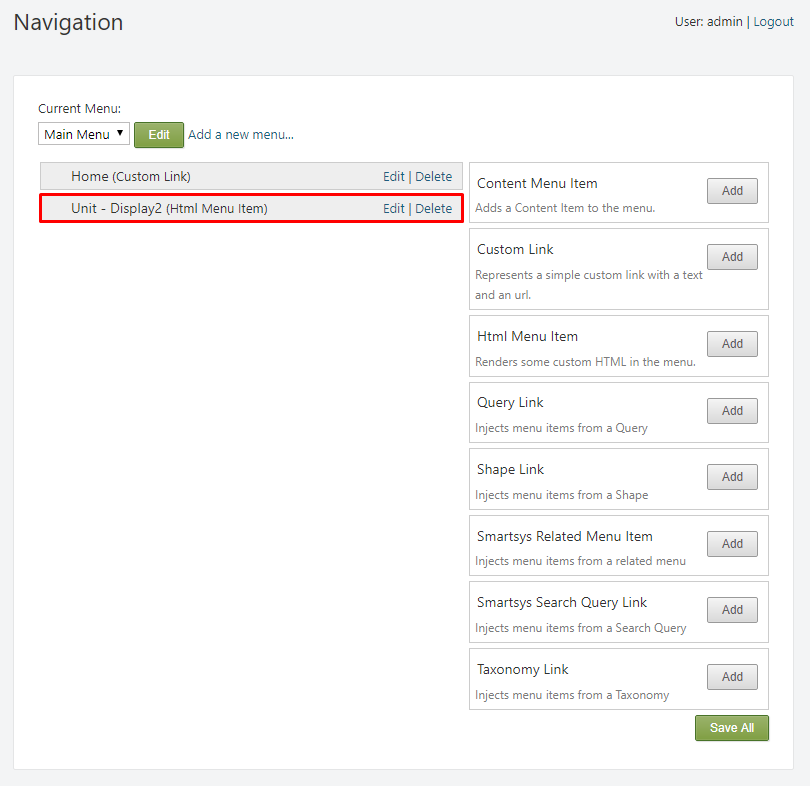 Navigation
User: admin | Logout
Current Menu:
Main Menu Edit Add a new menu...
Home (Custom Link) Edit | Delete
Unit - Display2 (Html Menu Item) Edit | Delete
Content Menu Item
Adds a Content Item to the menu.
Add
Custom Link
Represents a simple custom link with a text
and an url.
Add
Html Menu Item
Renders some custom HTML in the menu.
Add
Query Link
Injects menu items from a Query
Add
Shape Link
Injects menu items from a Shape
Add
Smartsys Related Menu Item
Injects menu items from a related menu
Add
Smartsys Search Query Link
Injects menu items from a Search Query
Add
Taxonomy Link
Injects menu items from a Taxonomy
Add
Save All